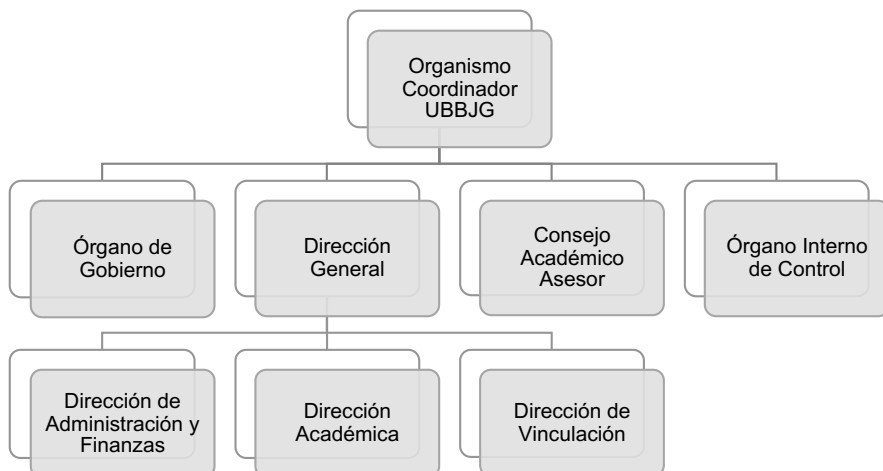 Organismo
Coordinador
UBBJG
Órgano de
Gobierno
Dirección
General
Consejo
Académico
Asesor
Órgano Interno
de Control
Dirección de
Administración y
Finanzas
Dirección
Académica
Dirección de
Vinculación